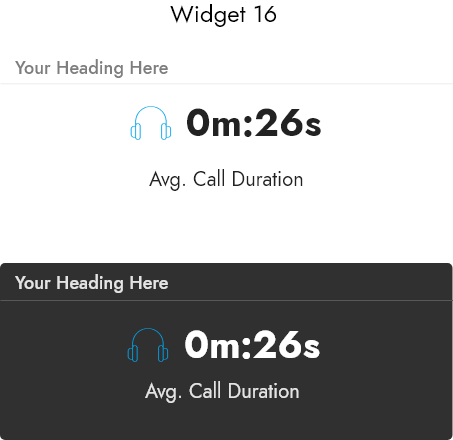 Widget 16
Your Heading Here
0m:26s
Avg. Call Duration
Your Heading Here
0m:26s
Avg. Call Duration